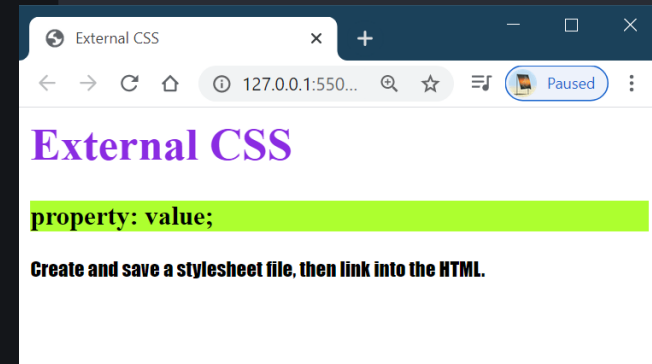 External CSS
127.0.0.1:550...
Paused
External CSS
property: value;
Create and save a stylesheet file, then link into the HTML.